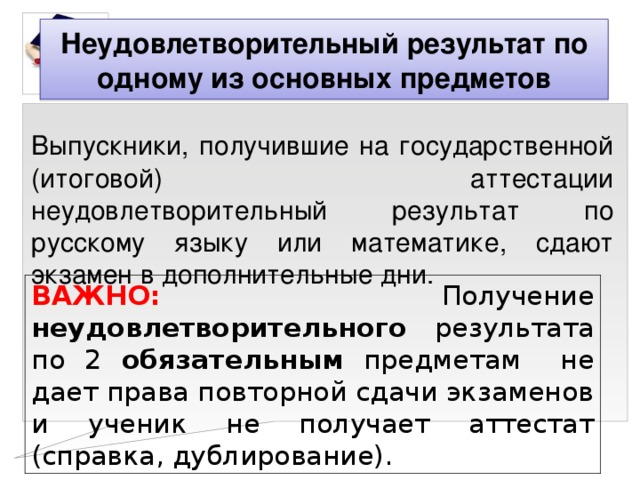 Неудовлетворительный результат по
одному из основных предметов
Выпускники, получившие на государственной
(итоговой) аттестации
неудовлетворительный результат по
русскому языку или математике, сдают
экзамен в дополнительные дни.
ВАЖНО: Получение
неудовлетворительного результата
по 2 обязательным предметам не
дает права повторной сдачи экзаменов
и ученик не получает аттестат
(справка, дублирование).